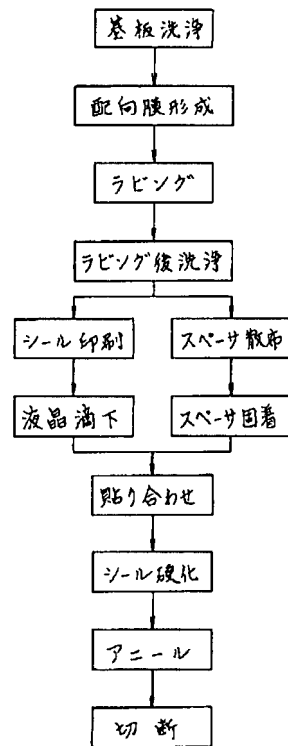 基板洗浄
配向膜形成
ラビング
ラビング後洗浄
シール印刷
スペーサ散布
液晶滴下
スペーサ固着
貼り合わせ
シール硬化
アニール
切断